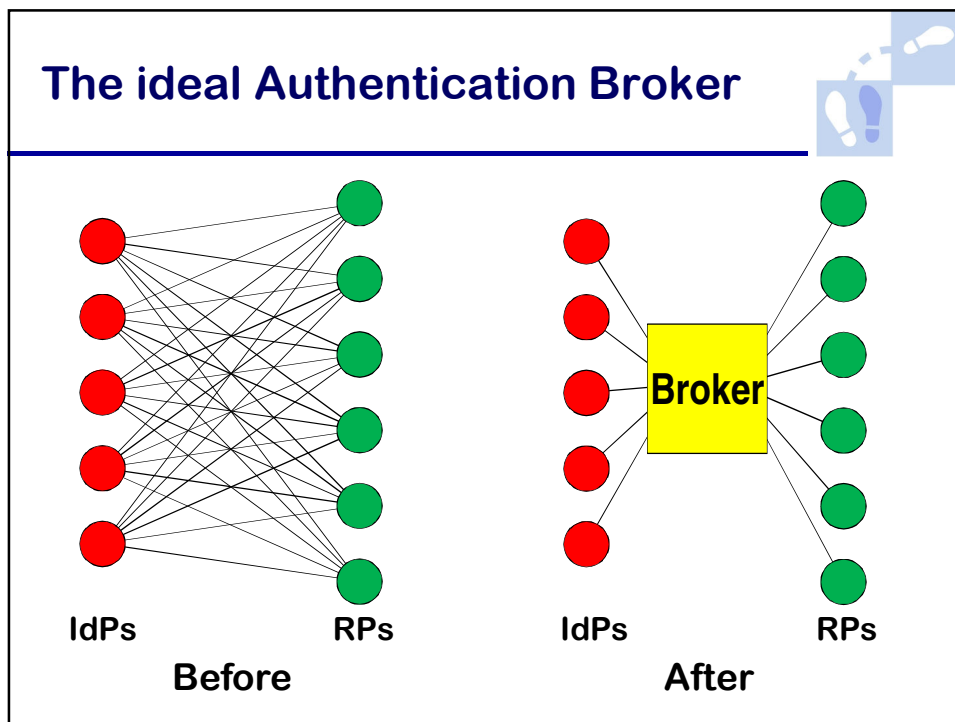 The ideal Authentication Broker
Broker
IdPs
RPs
IdPs
RPs
Before
After